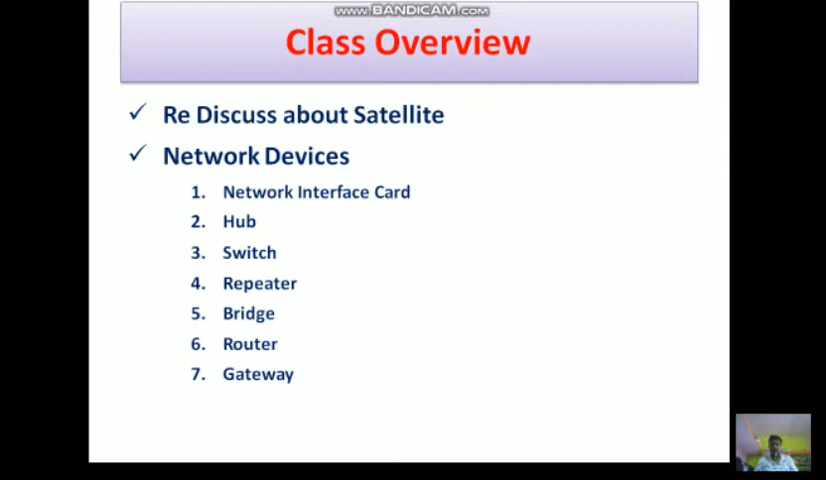 www.BANDICAM.com
Class Overview
✓ Re Discuss about Satellite
✓ Network Devices
1. Network Interface Card
2. Hub
3. Switch
4. Repeater
5. Bridge
6. Router
7. Gateway